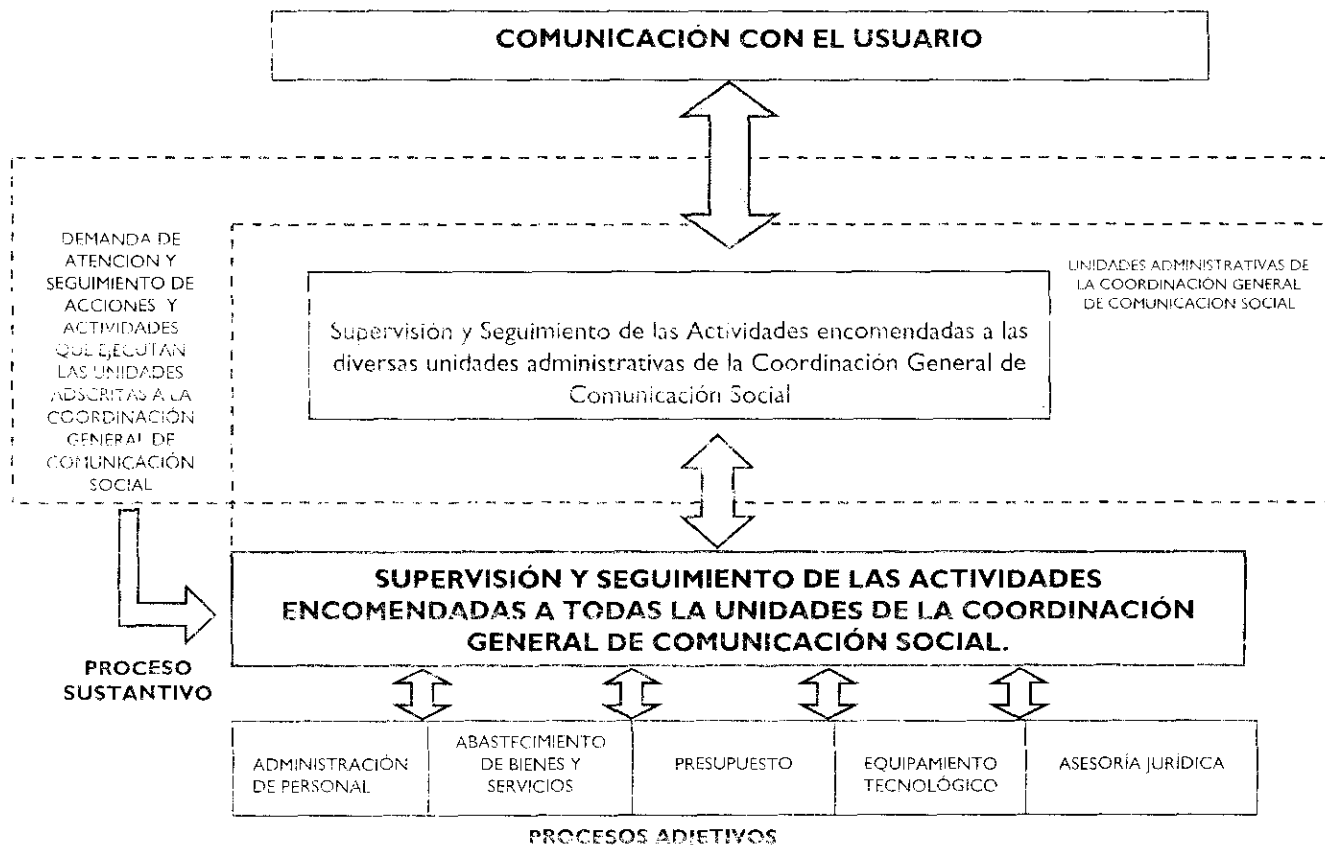 COMUNICACIÓN CON EL USUARIO
DEMANDA DE
ATENCION Y
SEGUIMIENTO DE
ACCIONES Y
ACTIVIDADES
QUE EJECUTAN
LAS UNIDADES
ADSCRITAS A LA
COORDINACIÓN
GENERAL DE
COMUNICACIÓN
SOCIAL
UNIDADES ADMINISTRATIVAS DE
LA COORDINACIÓN GENERAL
DE COMUNICACION SOCIAL
Supervisión y Seguimiento de las Actividades encomendadas a las
diversas unidades administrativas de la Coordinación General de
Comunicación Social
SUPERVISIÓN Y SEGUIMIENTO DE LAS ACTIVIDADES
ENCOMENDADAS A TODAS LA UNIDADES DE LA COORDINACIÓN
GENERAL DE COMUNICACIÓN SOCIAL.
PROCESO
SUSTANTIVO
ADMINISTRACIÓN
DE PERSONAL
ABASTECIMIENTO
DE BIENES Y
SERVICIOS
PRESUPUESTO
EQUIPAMIENTO
TECNOLÓGICO
ASESORÍA JURÍDICA
PROCESOS ADJETIVOS